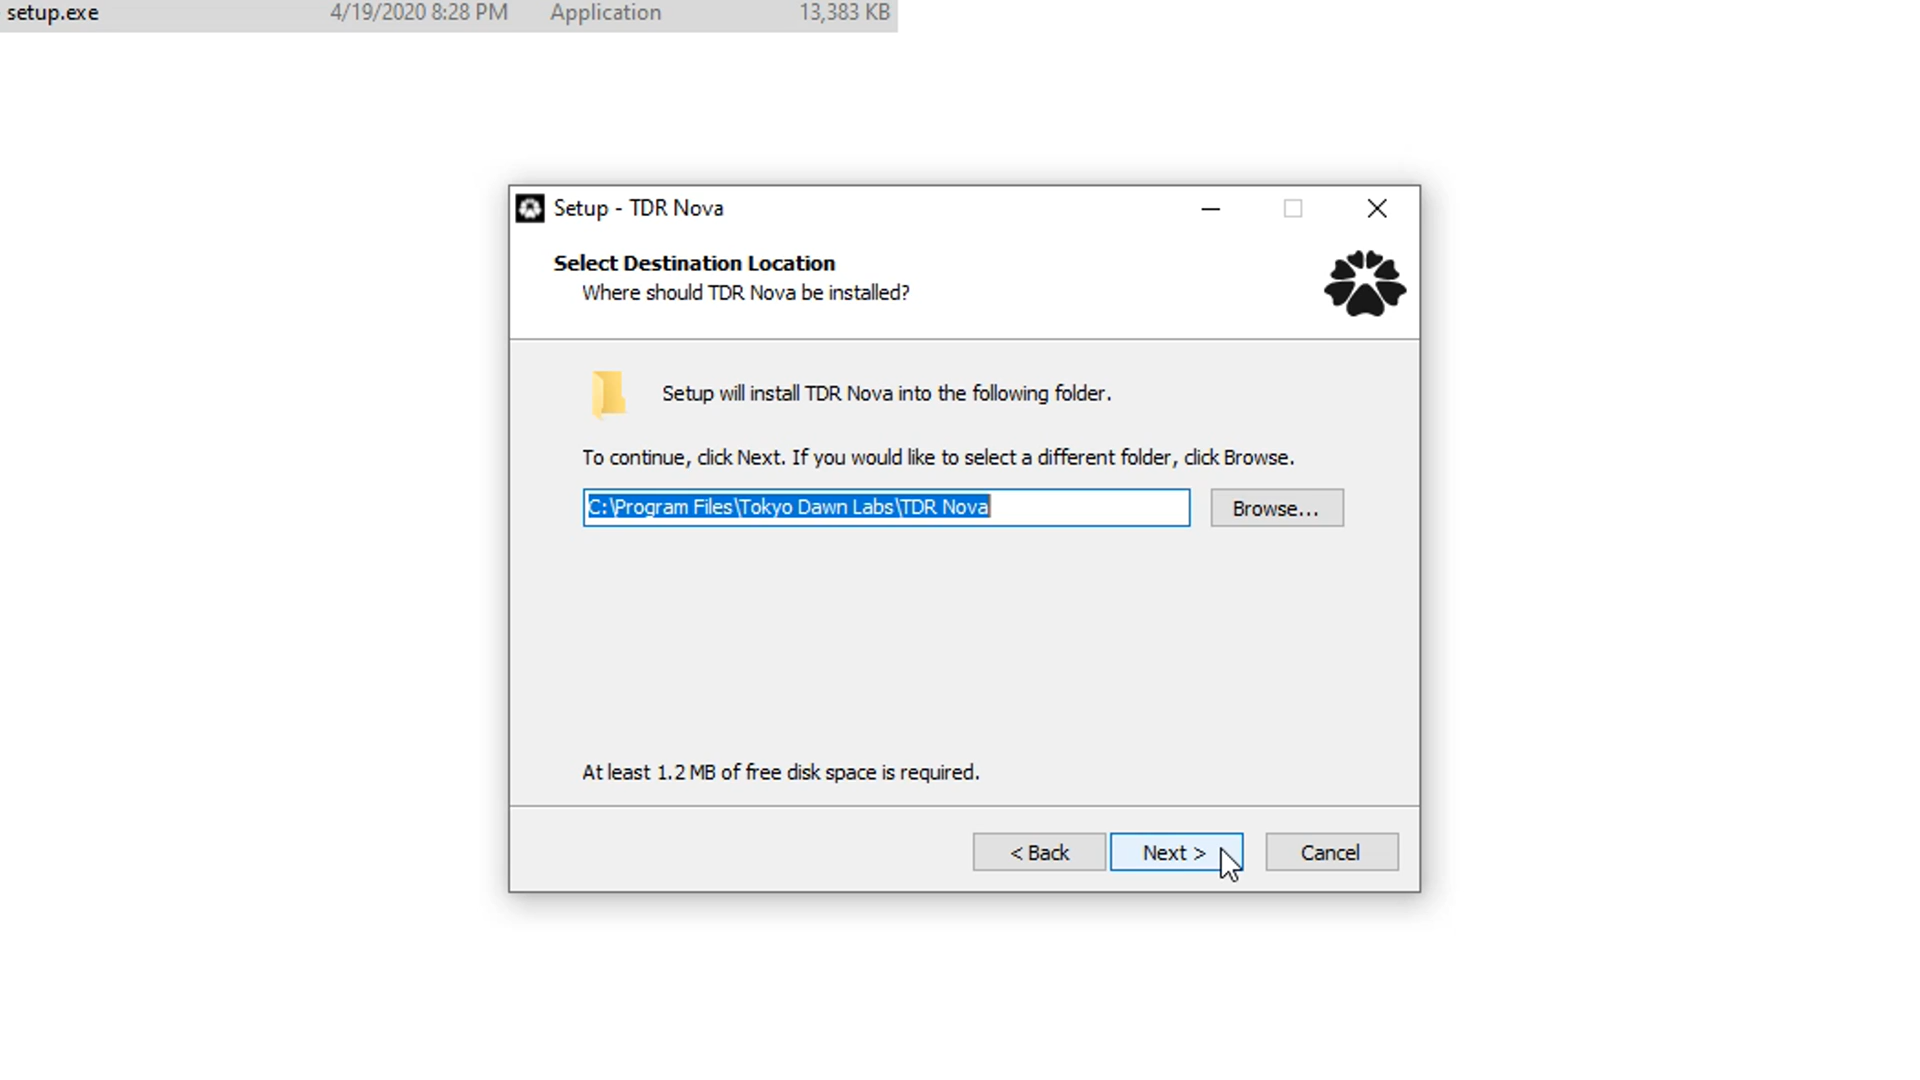 setup.exe 4/19/2020 8:28 PM Application 13,383 KB
Setup - TDR Nova
Select Destination Location
Where should TDR Nova be installed?
Setup will install TDR Nova into the following folder.
To continue, click Next. If you would like to select a different folder, click Browse.
C:\Program Files\Tokyo Dawn Labs\TDR Nova Browse...
At least 1.2 MB of free disk space is required.
< Back Next > Cancel